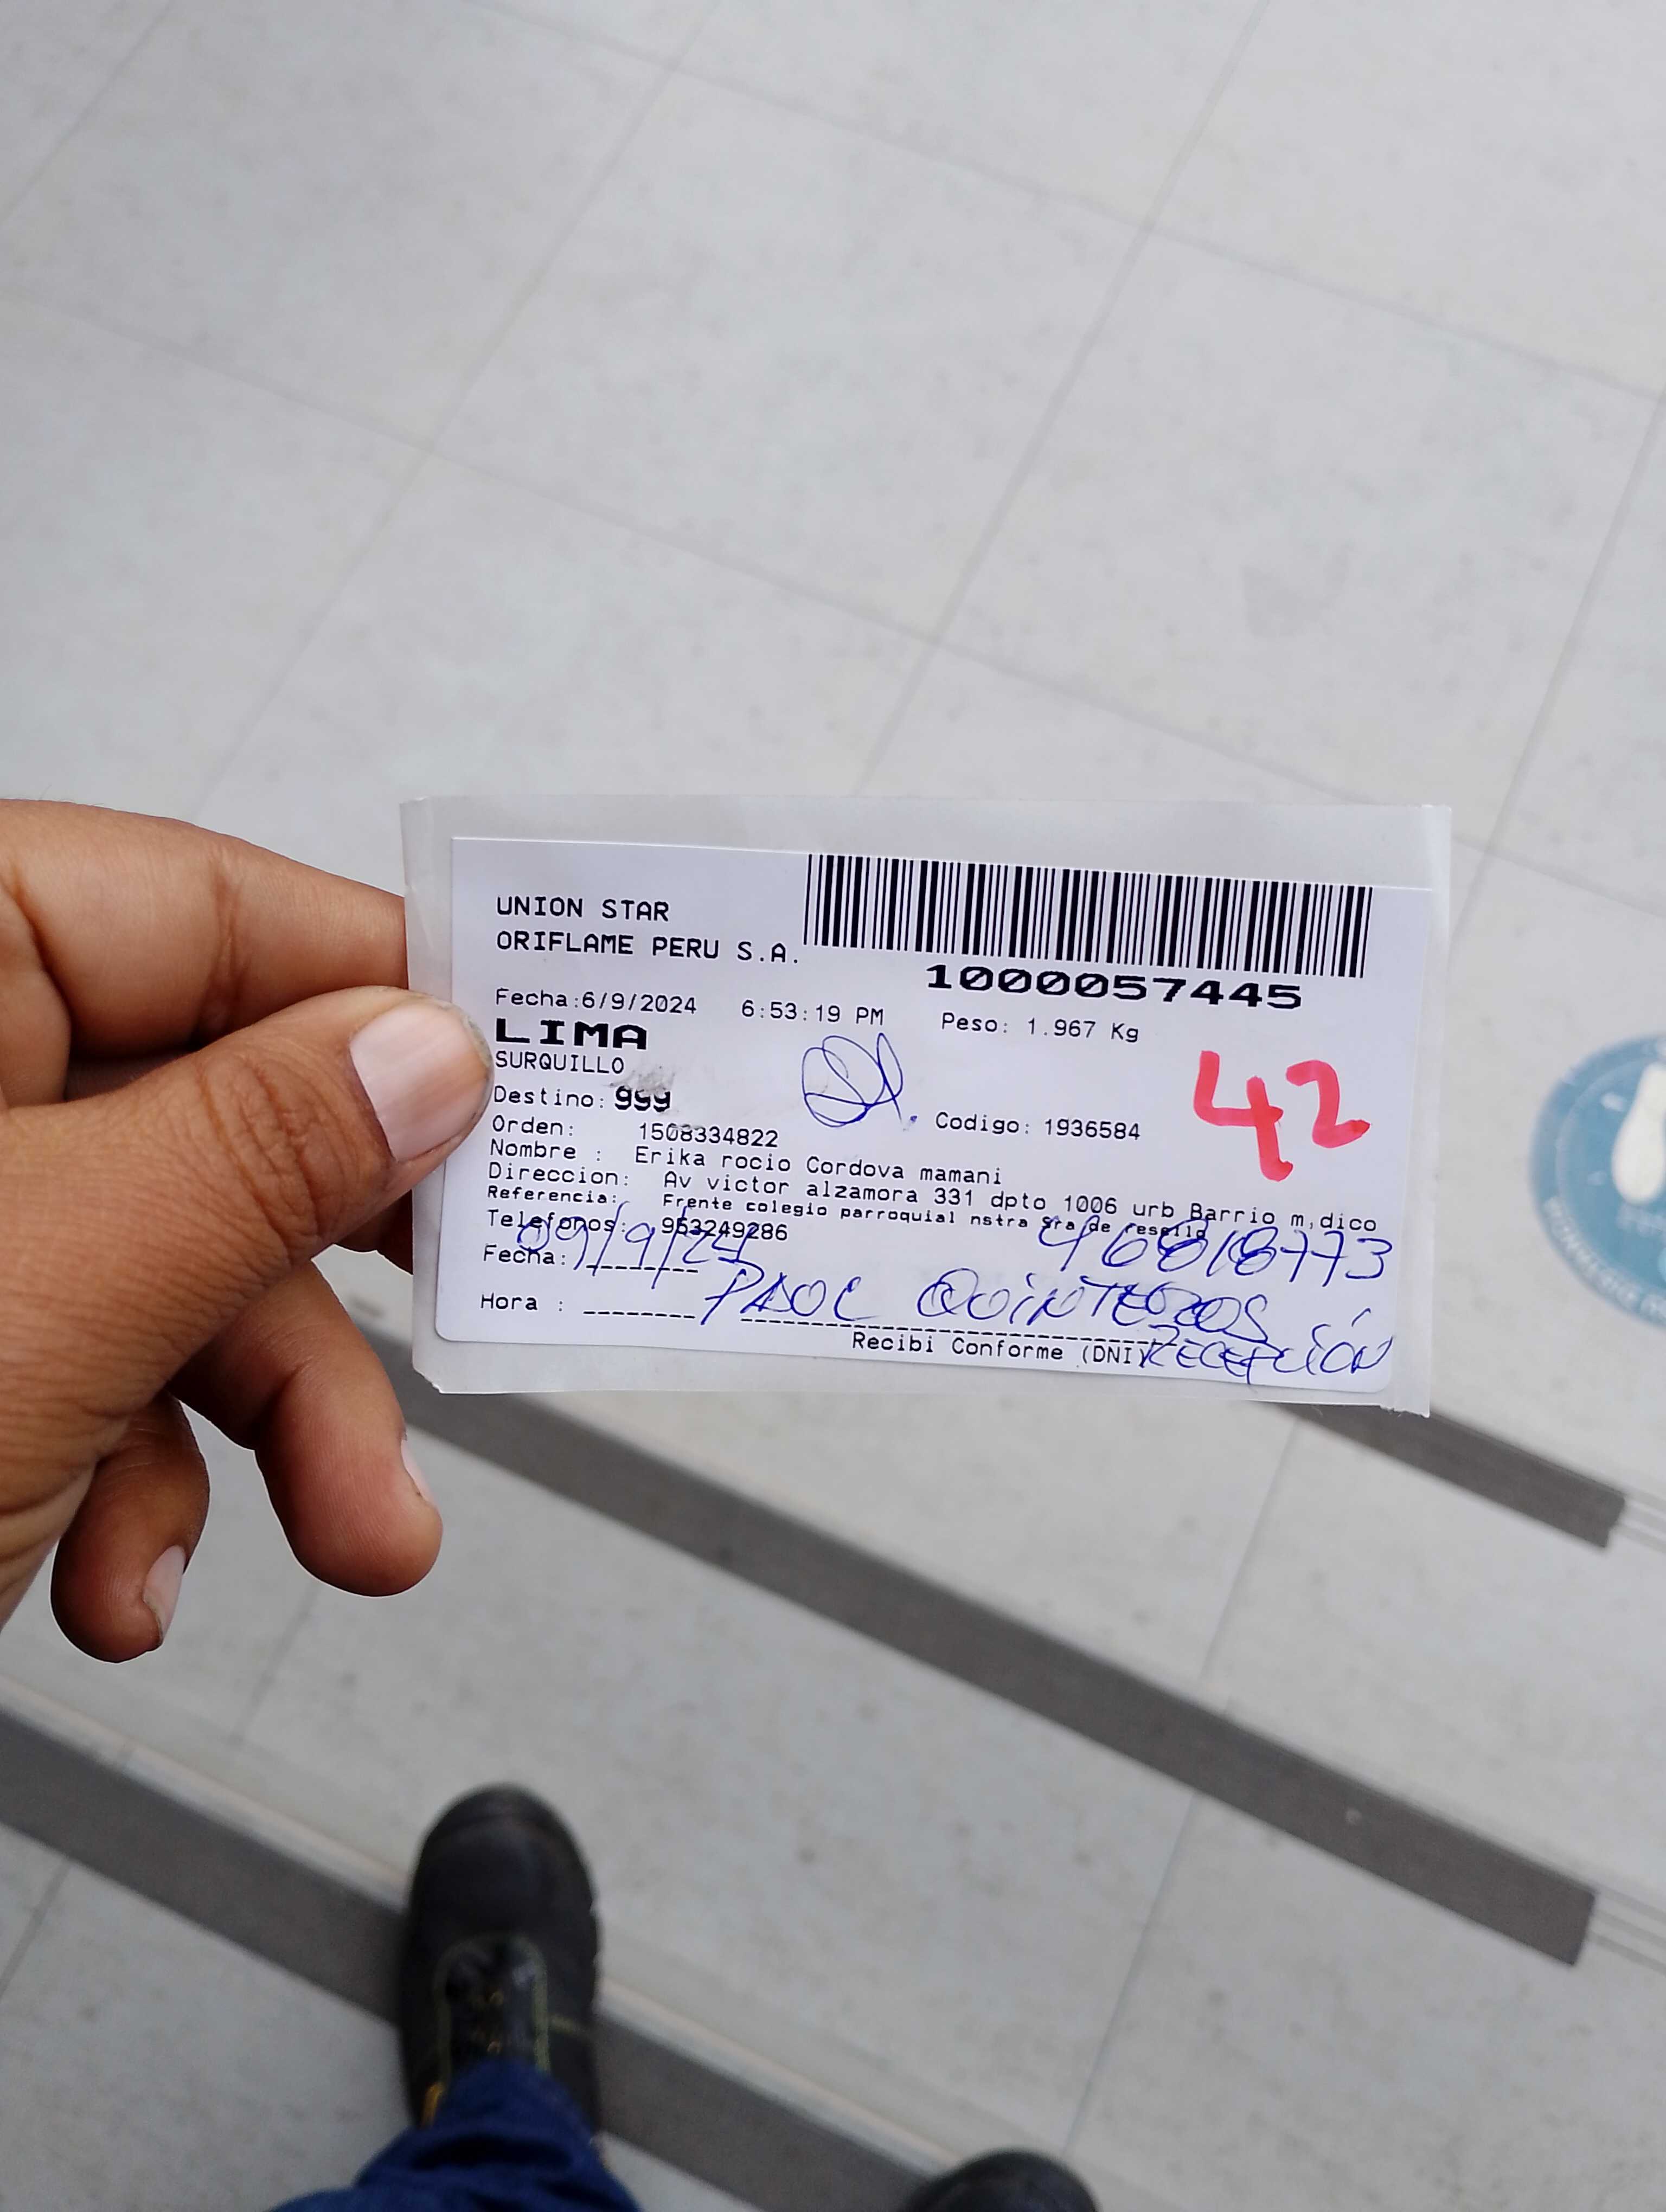 UNION STAR
ORIFLAME PERU S.A.
1000057445
Fecha:6/9/2024 6:53:19 PM Peso: 1.967 Kg
LIMA
SURQUILLO
42
Destino: 999
Codigo: 1936584
Orden: 1508334822
Nombre : Erika rocio Cordova mamani
Direccion: Av victor alzamora 331 dpto 1006 urb Barrio m,dico
Referencia: Frente colegio parroquial nstra Sra de
Telefonos: 953249286
Fecha: 09/9/24
PAOL QUINTEROS
Hora :
Recibi Conforme (DNI) RECEPCIÓN